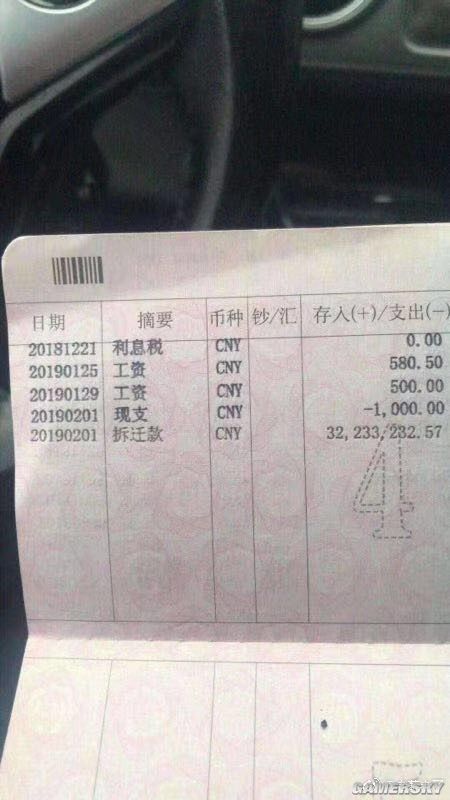 日期 摘要 币种 钞/汇 存入(+)/支出(-)
20181221 利息税 CNY 0.00
20190125 工资 CNY 580.50
20190129 工资 CNY 500.00
20190201 现支 CNY -1,000.00
20190201 拆迁款 CNY 32,233,232.57
4
GAMERSKY